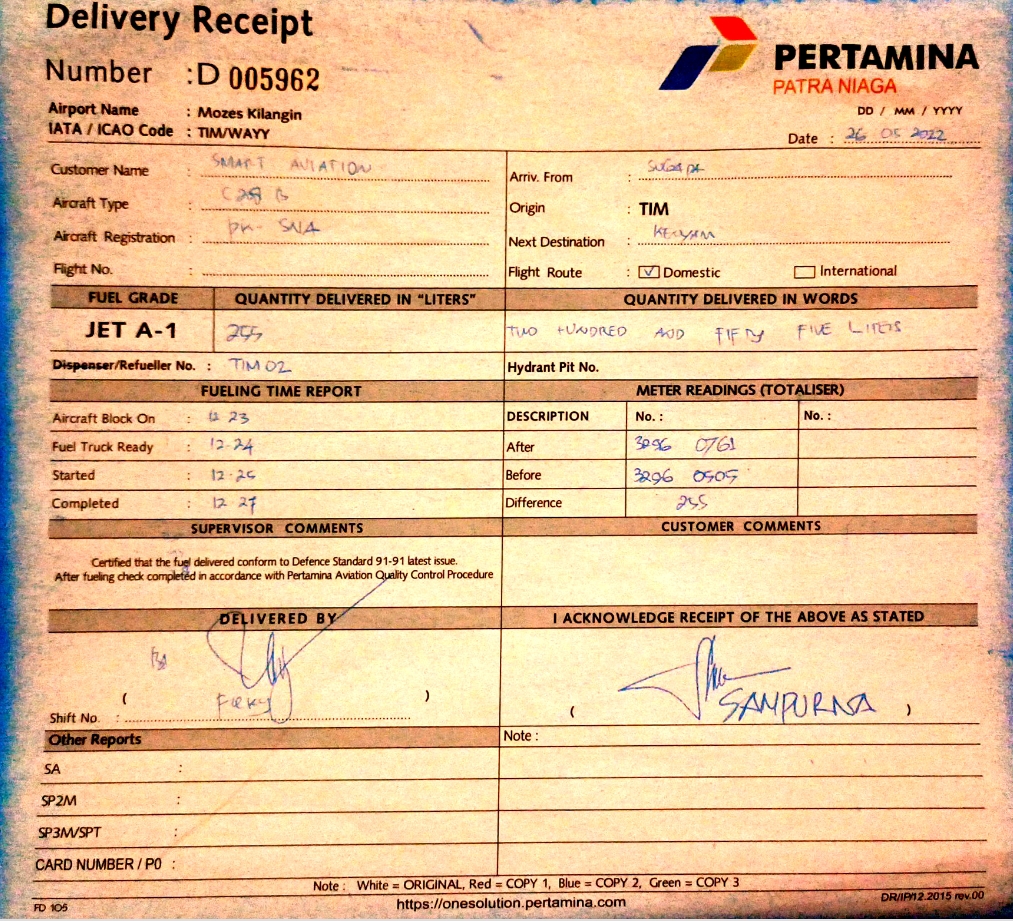 Delivery Receipt
Number : D 005962
PERTAMINA
PATRA NIAGA
Airport Name : Mozes Kilangin
IATA / ICAO Code : TIM/WAYY
DD / MM / YYYY
Date : 26 05 2022
Customer Name : SMART AVIATION
Arriv. From : SUGAPA
Aircraft Type : C208 B
Origin : TIM
Aircraft Registration : PK- SNA
Next Destination :
Flight No. :
Flight Route : ✓ Domestic International
FUEL GRADE QUANTITY DELIVERED IN "LITERS" QUANTITY DELIVERED IN WORDS
JET A-1 255 TWO HUNDRED AND FIFTY FIVE LITERS
Dispenser/Refueller No. : TIM 02 Hydrant Pit No.
FUELING TIME REPORT METER READINGS (TOTALISER)
Aircraft Block On : 12 23 DESCRIPTION No. : No. :
Fuel Truck Ready : 12-24 After 3296 0761
Started : 12-25 Before 3296 0505
Completed : 12-27 Difference 255
SUPERVISOR COMMENTS CUSTOMER COMMENTS
Certified that the fuel delivered conform to Defence Standard 91-91 latest issue.
After fueling check completed in accordance with Pertamina Aviation Quality Control Procedure
DELIVERED BY I ACKNOWLEDGE RECEIPT OF THE ABOVE AS STATED
( ) ( SAMPURNA )
Shift No. :
Other Reports Note :
SA :
SP2M :
SP3M/SPT :
CARD NUMBER / PO :
Note : White = ORIGINAL, Red = COPY 1, Blue = COPY 2, Green = COPY 3
FD 105 https://onesolution.pertamina.com DR/IP/12.2015 rev.00